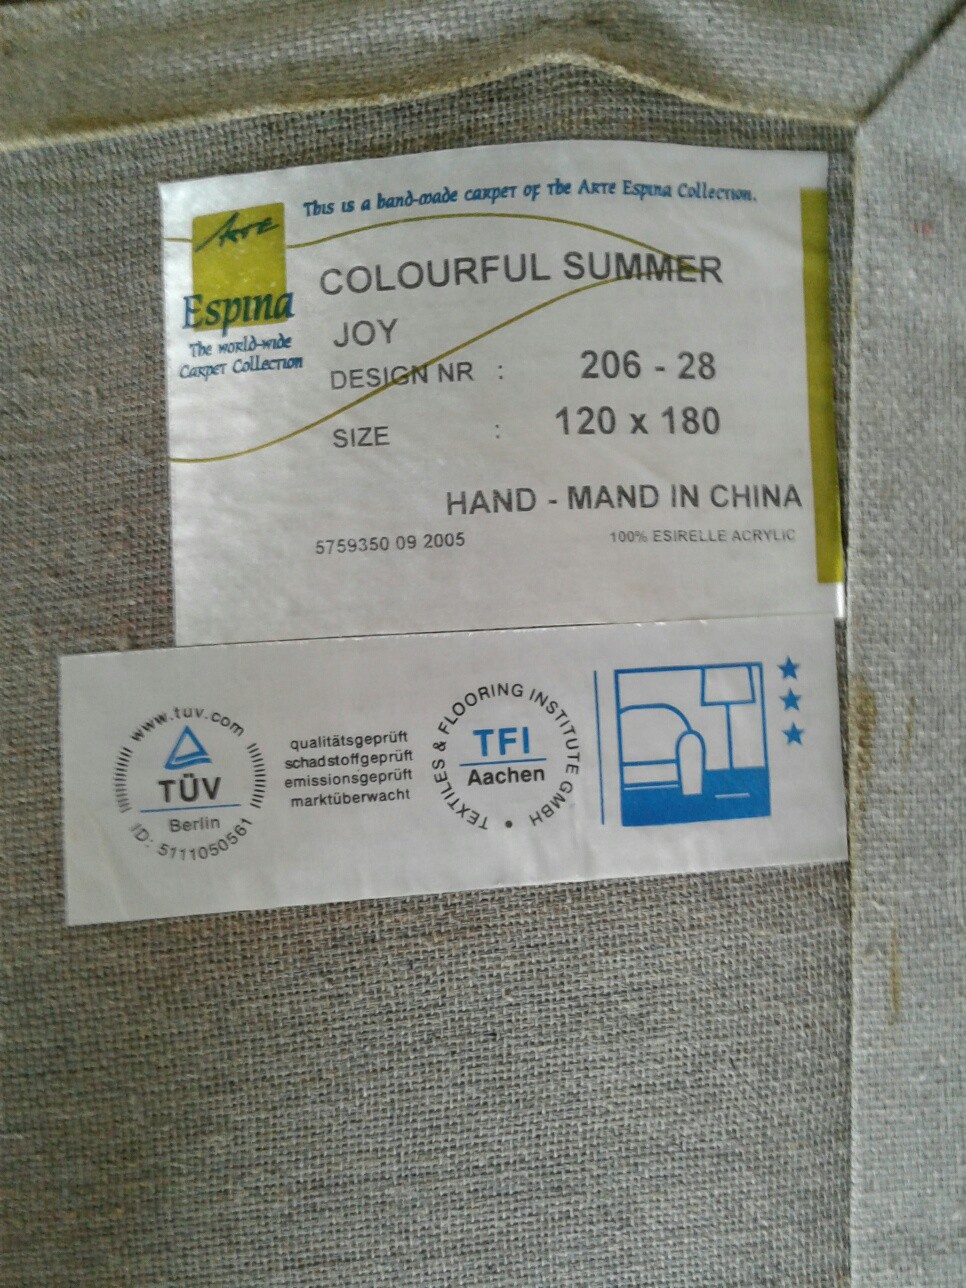 This is a hand-made carpet of the Arte Espina Collection.
Arte
Espina
The world-wide
Carpet Collection
COLOURFUL SUMMER
JOY
DESIGN NR : 206 - 28
SIZE : 120 x 180
HAND - MAND IN CHINA
5759350 09 2005 100% ESIRELLE ACRYLIC
www.tuv.com
TÜV
Berlin
ID: 5111050561
qualitätsgeprüft
schadstoffgeprüft
emissionsgeprüft
marktüberwacht
TEXTILES & FLOORING INSTITUTE GMBH
TFI
Aachen